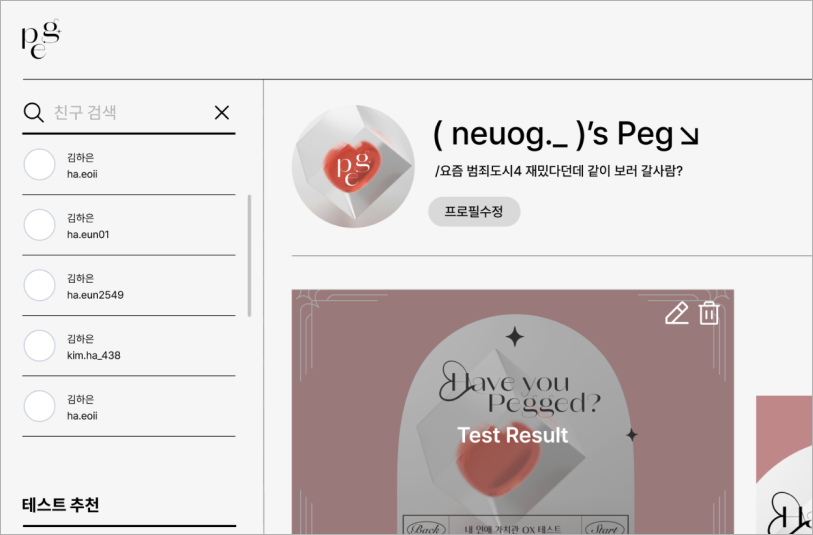 peg
친구 검색
김하은
ha.eoii
김하은
ha.eun01
김하은
ha.eun2549
김하은
kim.ha_438
김하은
ha.eoii
테스트 추천
peg
( neuog._ )’s Peg
/요즘 범죄도시4 재밌다던데 같이 보러 갈사람?
프로필수정
Have you
Pegged?
Test Result
Back
내 안에 가치관 OX 테스트
Start